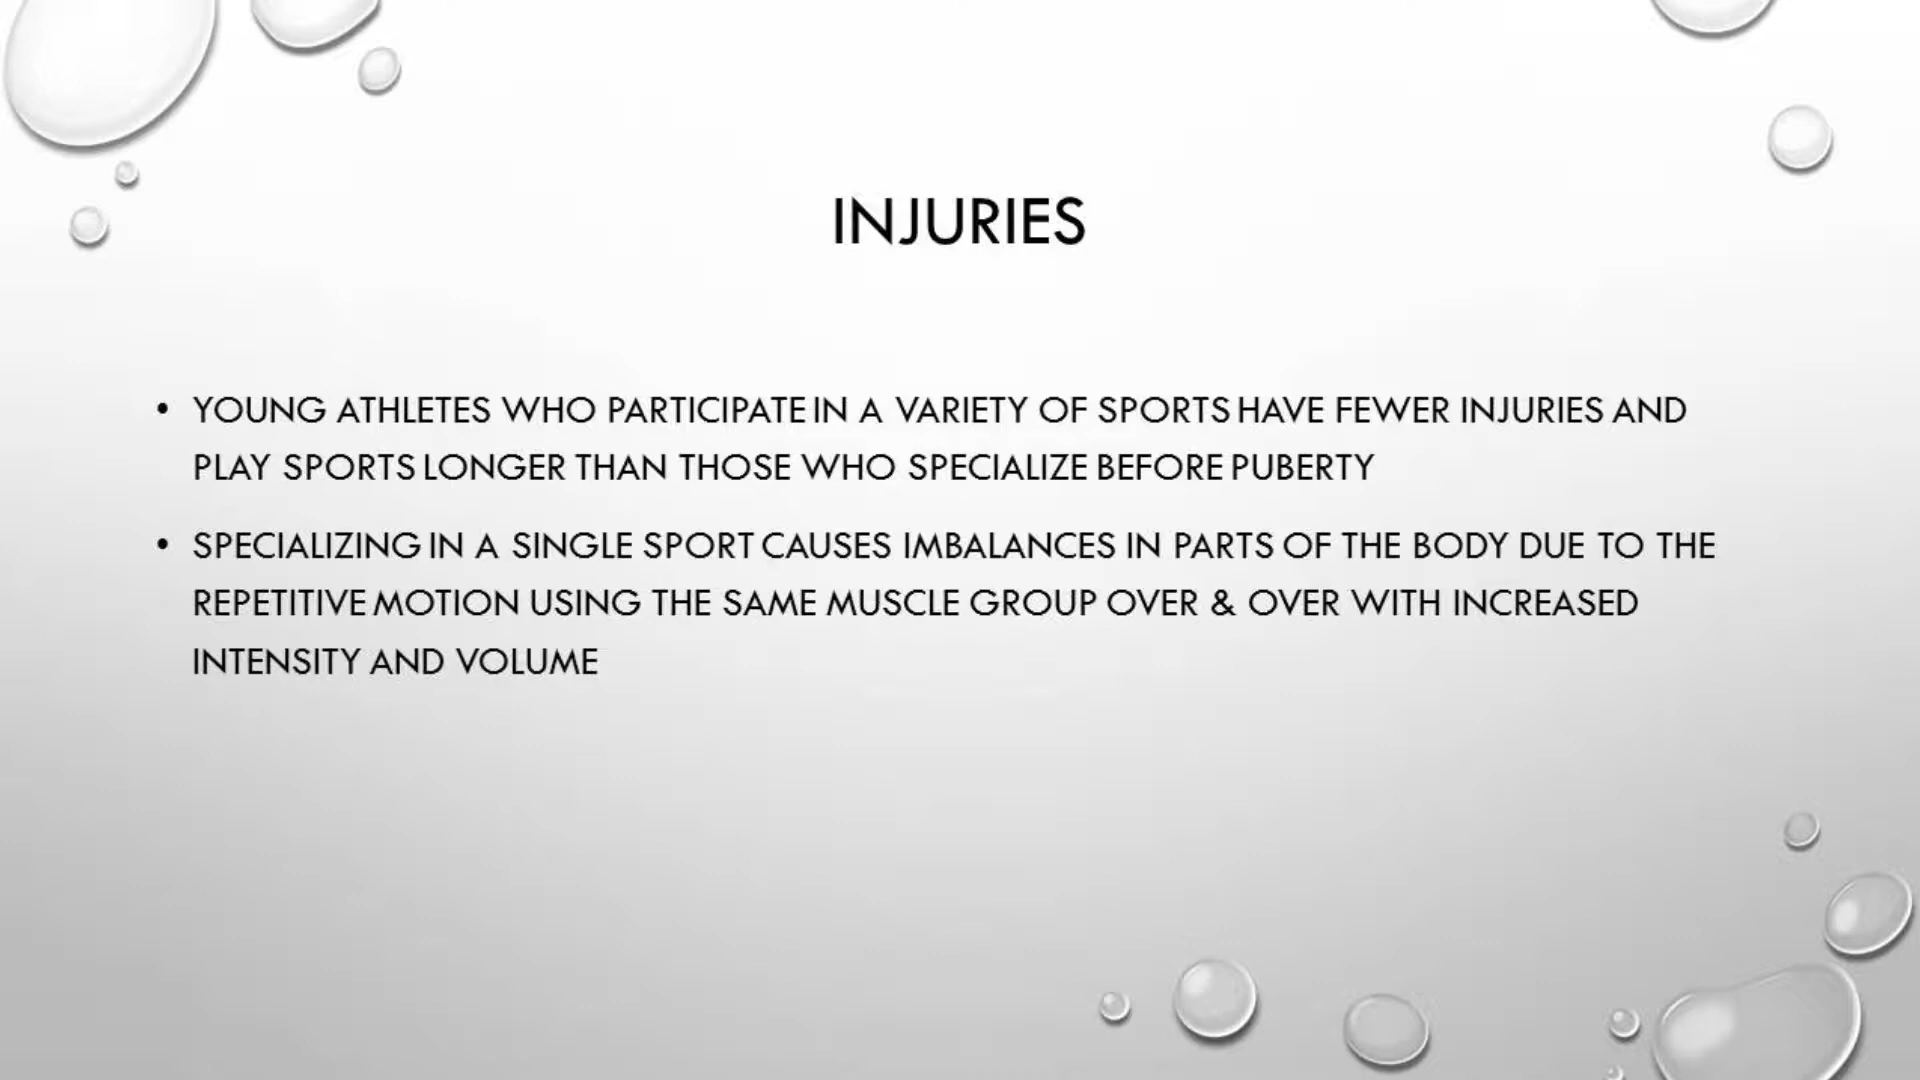 INJURIES
• YOUNG ATHLETES WHO PARTICIPATE IN A VARIETY OF SPORTS HAVE FEWER INJURIES AND
PLAY SPORTS LONGER THAN THOSE WHO SPECIALIZE BEFORE PUBERTY
• SPECIALIZING IN A SINGLE SPORT CAUSES IMBALANCES IN PARTS OF THE BODY DUE TO THE
REPETITIVE MOTION USING THE SAME MUSCLE GROUP OVER & OVER WITH INCREASED
INTENSITY AND VOLUME